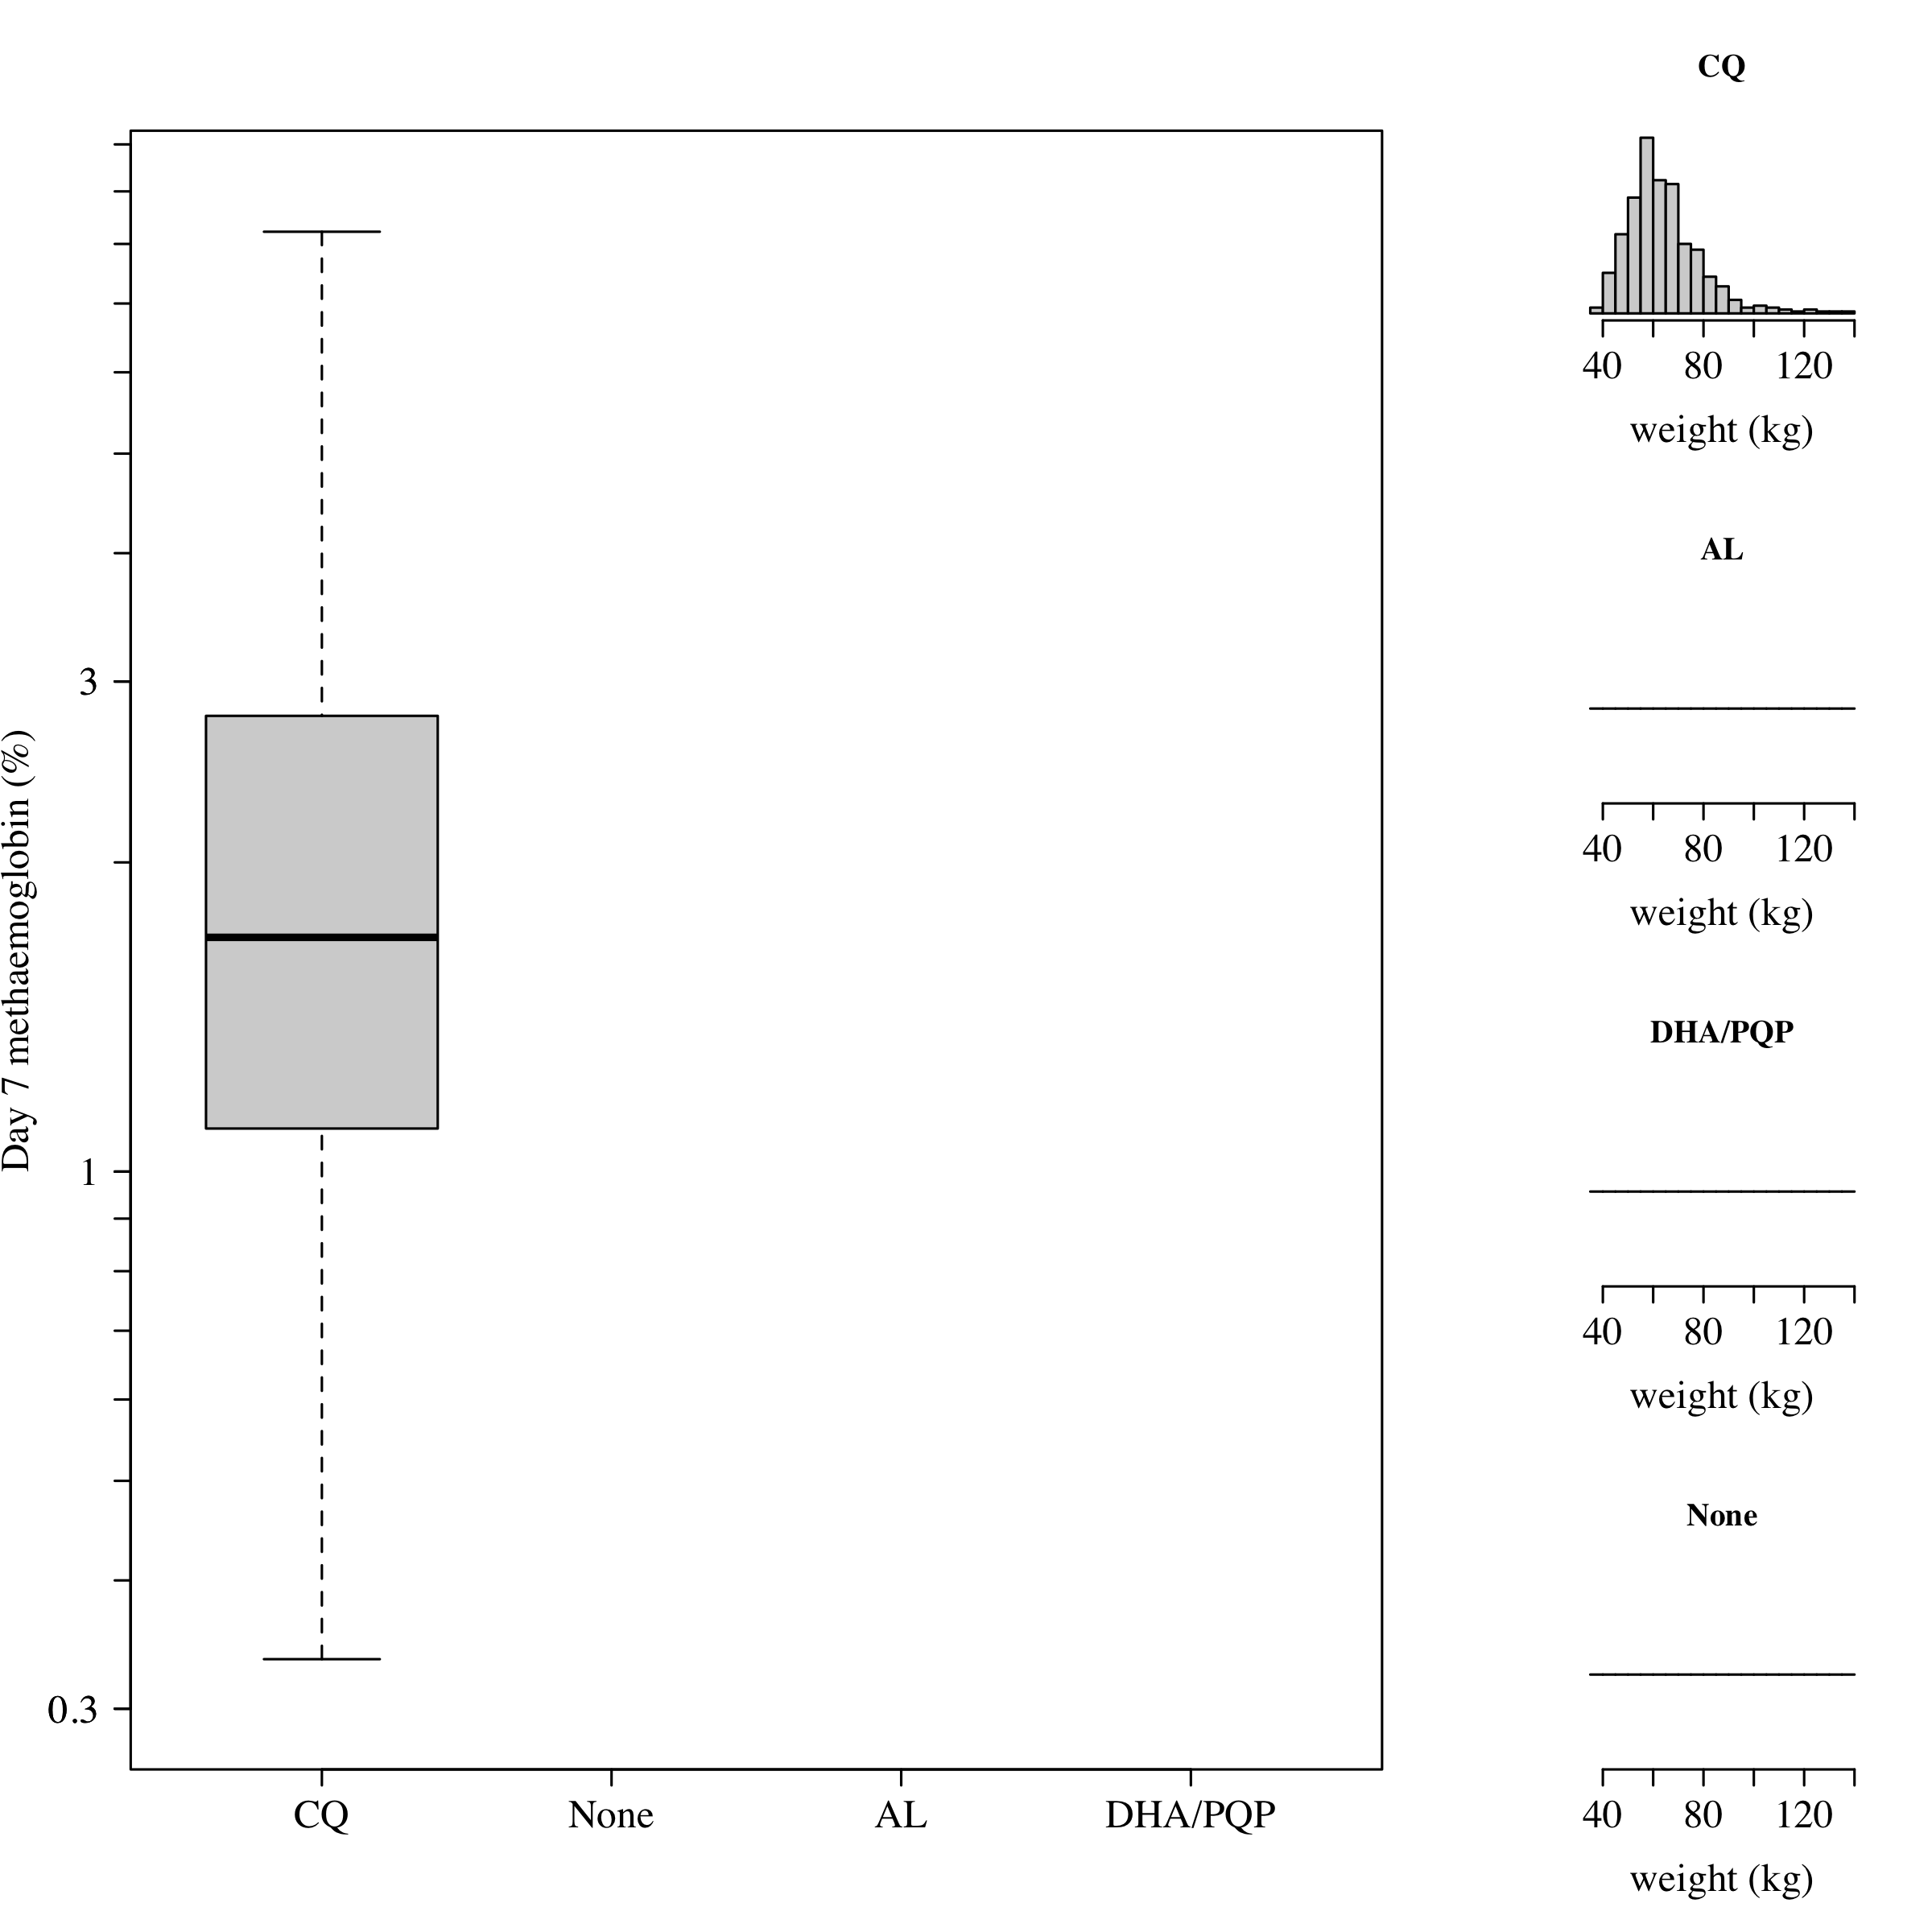 Day 7 methaemoglobin (%)
3
1
0.3
CQ None AL DHA/PQP
CQ
40 80 120
weight (kg)
AL
40 80 120
weight (kg)
DHA/PQP
40 80 120
weight (kg)
None
40 80 120
weight (kg)